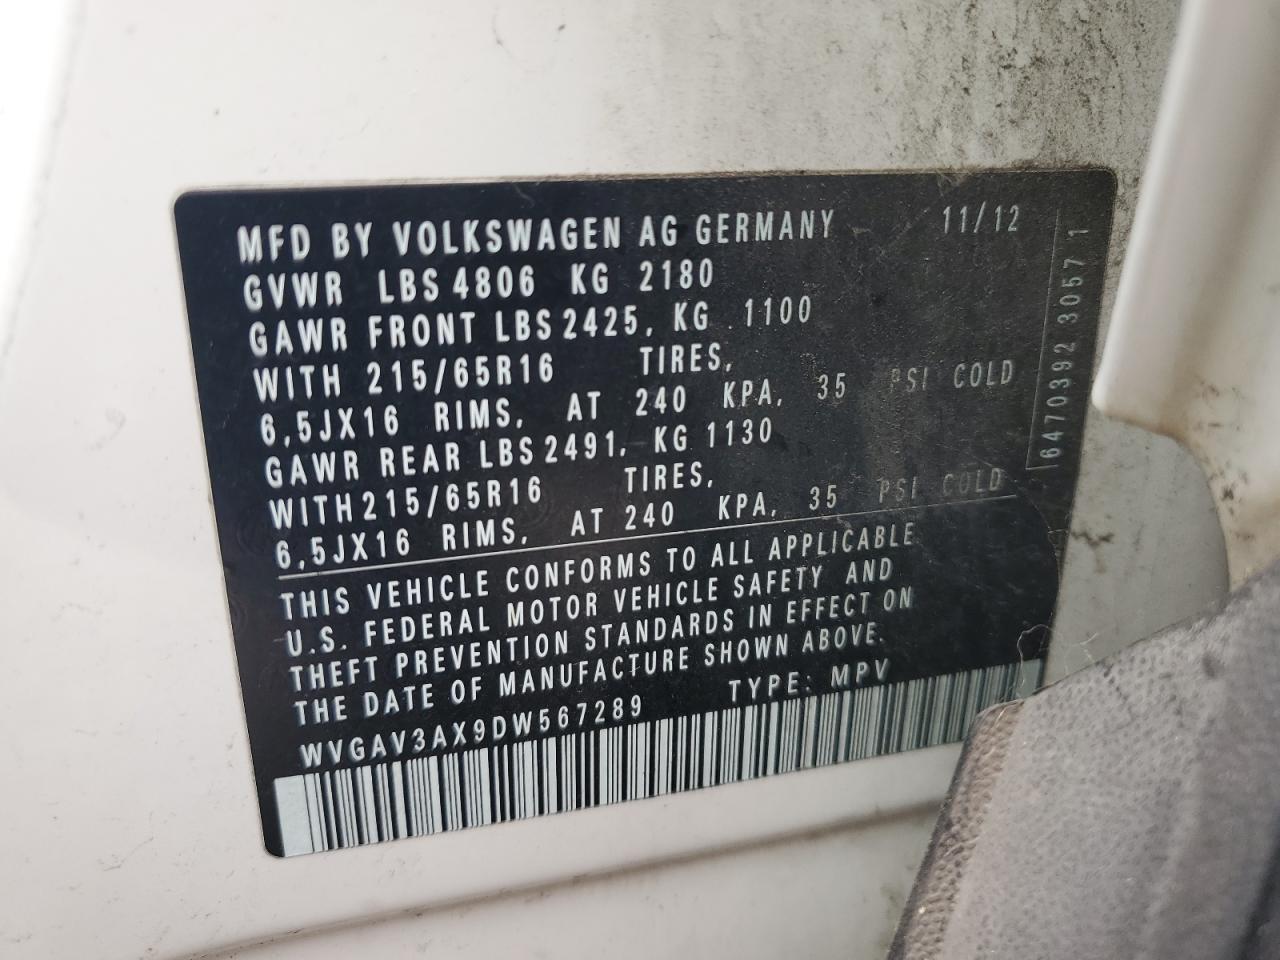 MFD BY VOLKSWAGEN AG GERMANY 11/12
GVWR LBS 4806 KG 2180
GAWR FRONT LBS 2425, KG 1100
WITH 215/65R16 TIRES,
6,5JX16 RIMS, AT 240 KPA, 35 PSI COLD
GAWR REAR LBS 2491, KG 1130
WITH 215/65R16 TIRES,
6,5JX16 RIMS, AT 240 KPA, 35 PSI COLD
THIS VEHICLE CONFORMS TO ALL APPLICABLE
U.S. FEDERAL MOTOR VEHICLE SAFETY AND
THEFT PREVENTION STANDARDS IN EFFECT ON
THE DATE OF MANUFACTURE SHOWN ABOVE.
WVGAV3AX9DW567289 TYPE: MPV
6470392 3057 1